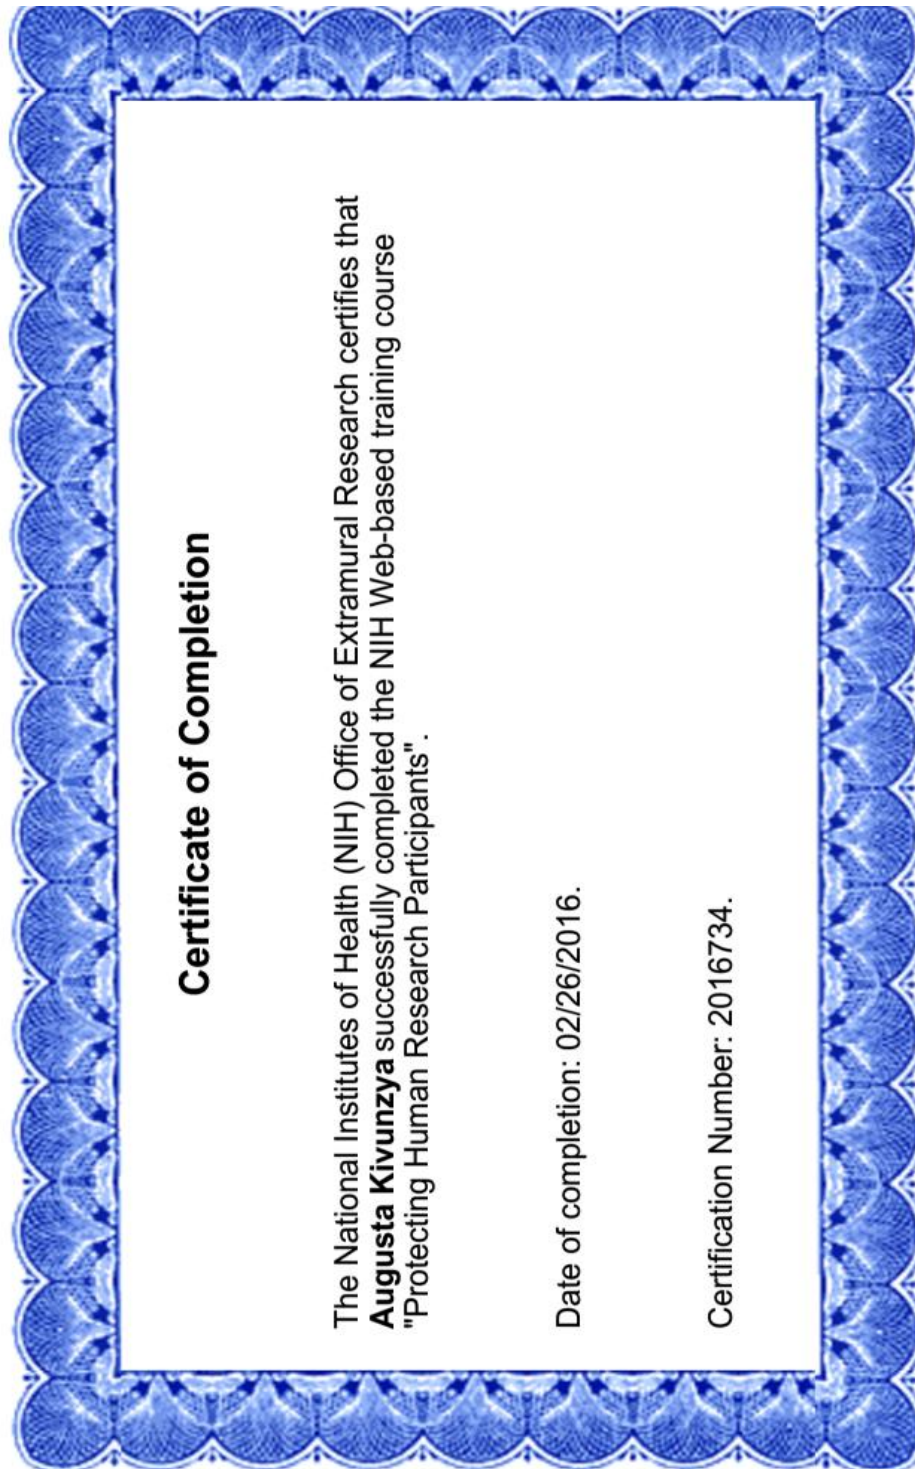 Certificate of Completion
The National Institutes of Health (NIH) Office of Extramural Research certifies that
Augusta Kivunzya successfully completed the NIH Web-based training course
"Protecting Human Research Participants".
Date of completion: 02/26/2016.
Certification Number: 2016734.